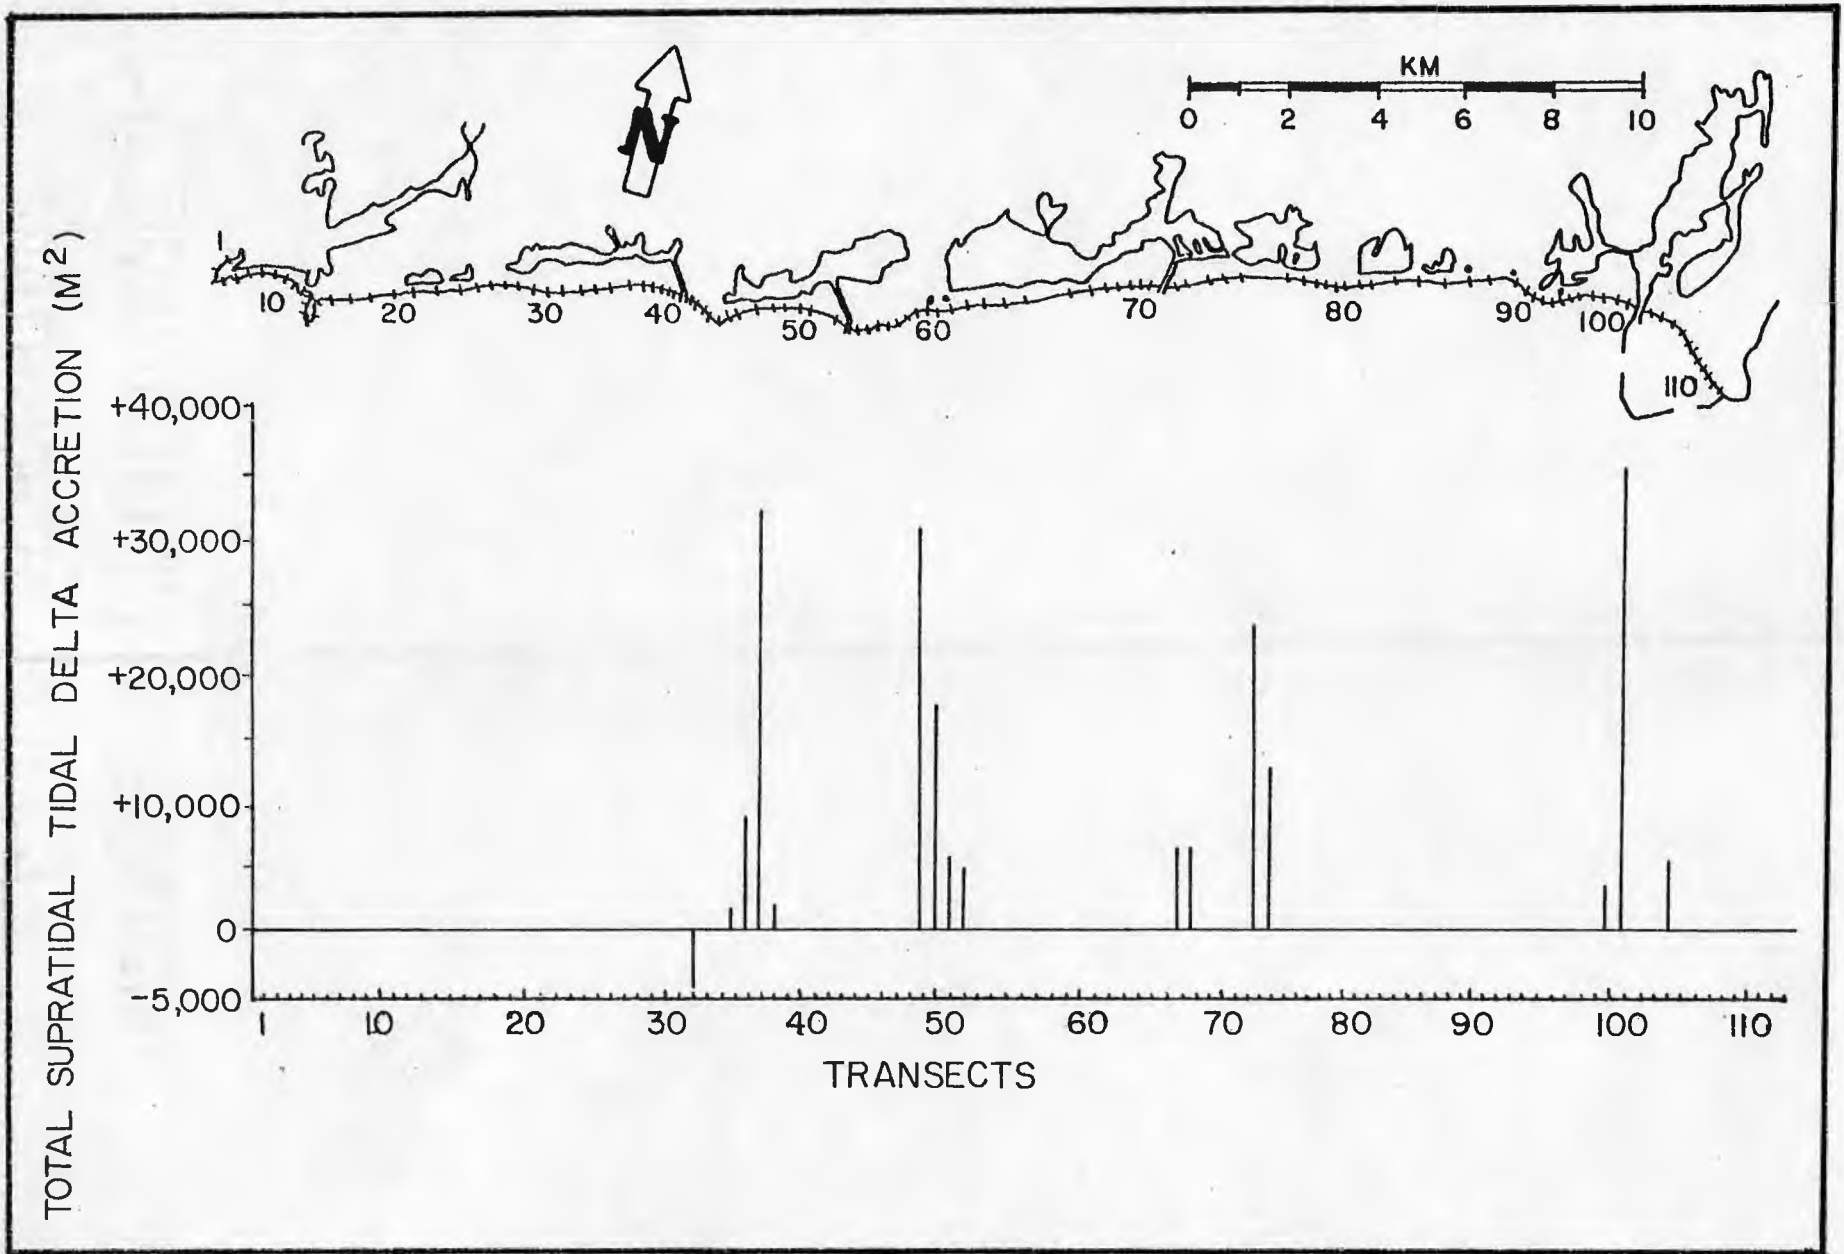 KM
0 2 4 6 8 10
N
1 10 20 30 40 50 60 70 80 90 100 110
TOTAL SUPRATIDAL TIDAL DELTA ACCRETION (M²)
+40,000
+30,000
+20,000
+10,000
0
−5,000
1 10 20 30 40 50 60 70 80 90 100 110
TRANSECTS